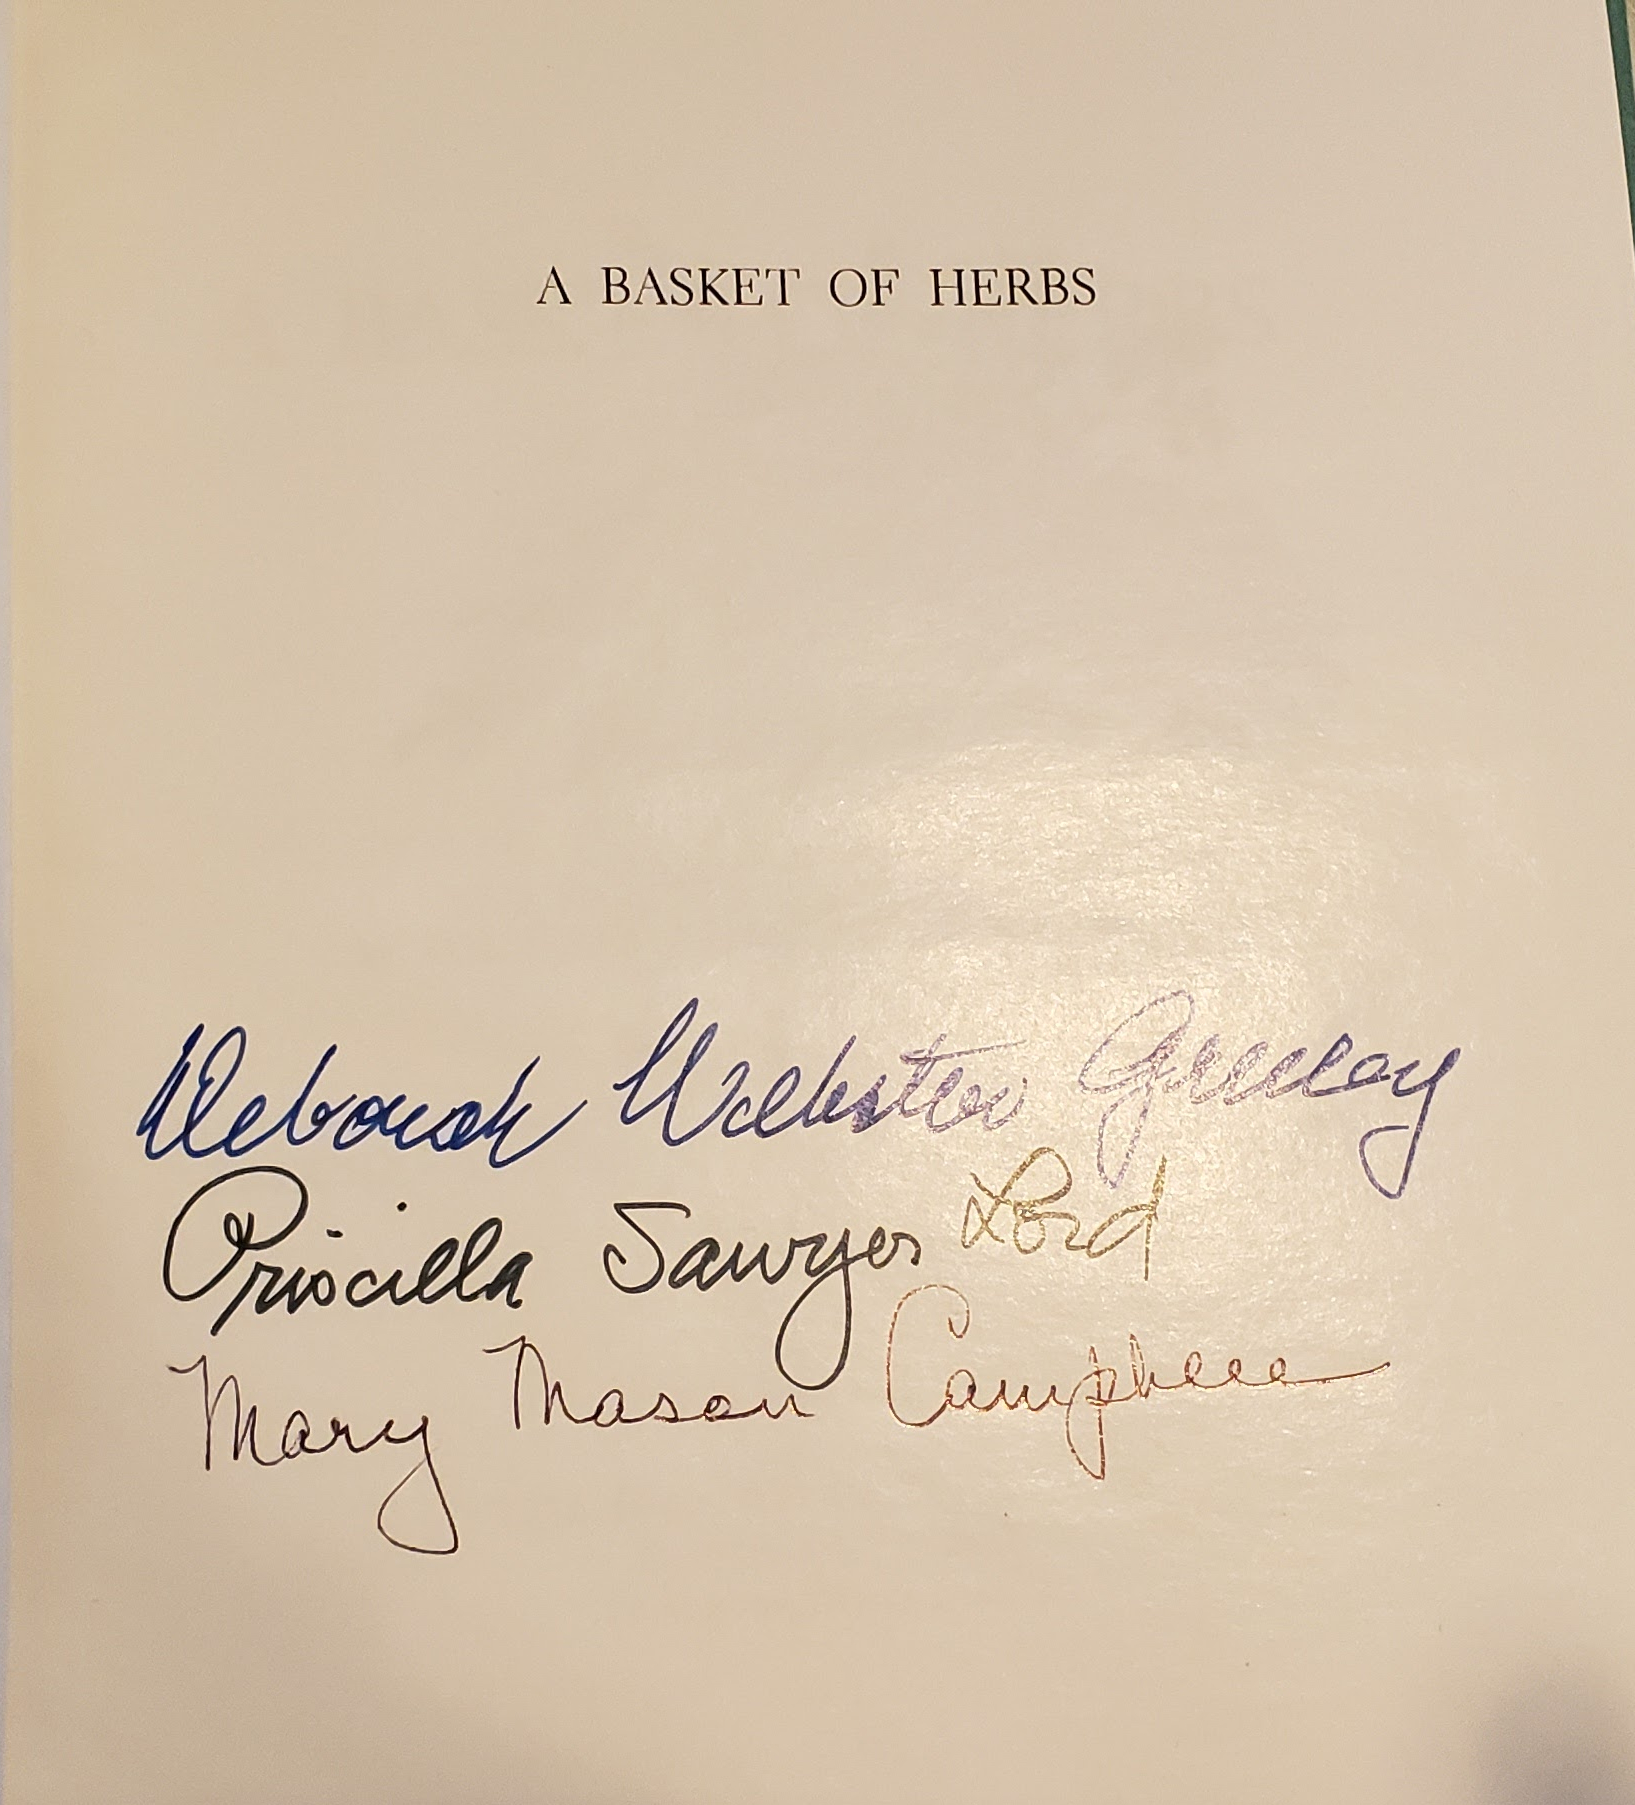 A BASKET OF HERBS
Deborah Webster Greeley
Priscilla Sawyer Lord
Mary Mason Campbell